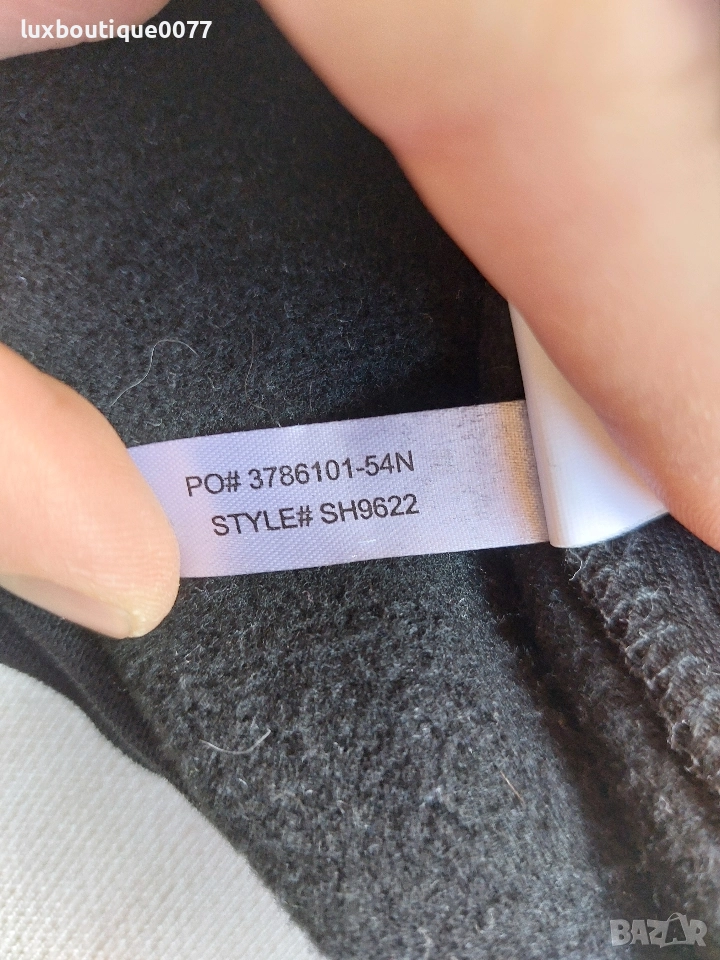 luxboutique0077
PO# 3786101-54N
STYLE# SH9622
BAZAR